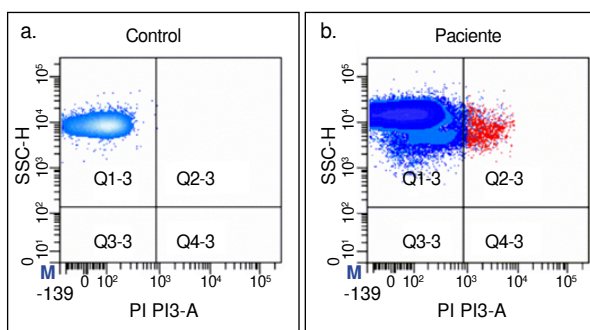 a.
Control
SSC-H
10⁵
10⁴
10³
10²
0 10¹
Q1-3
Q2-3
Q3-3
Q4-3
M
-139
0 10² 10³ 10⁴ 10⁵
PI PI3-A
b.
Paciente
SSC-H
10⁵
10⁴
10³
10²
0 10¹
Q1-3
Q2-3
Q3-3
Q4-3
M
-139
0 10² 10³ 10⁴ 10⁵
PI PI3-A